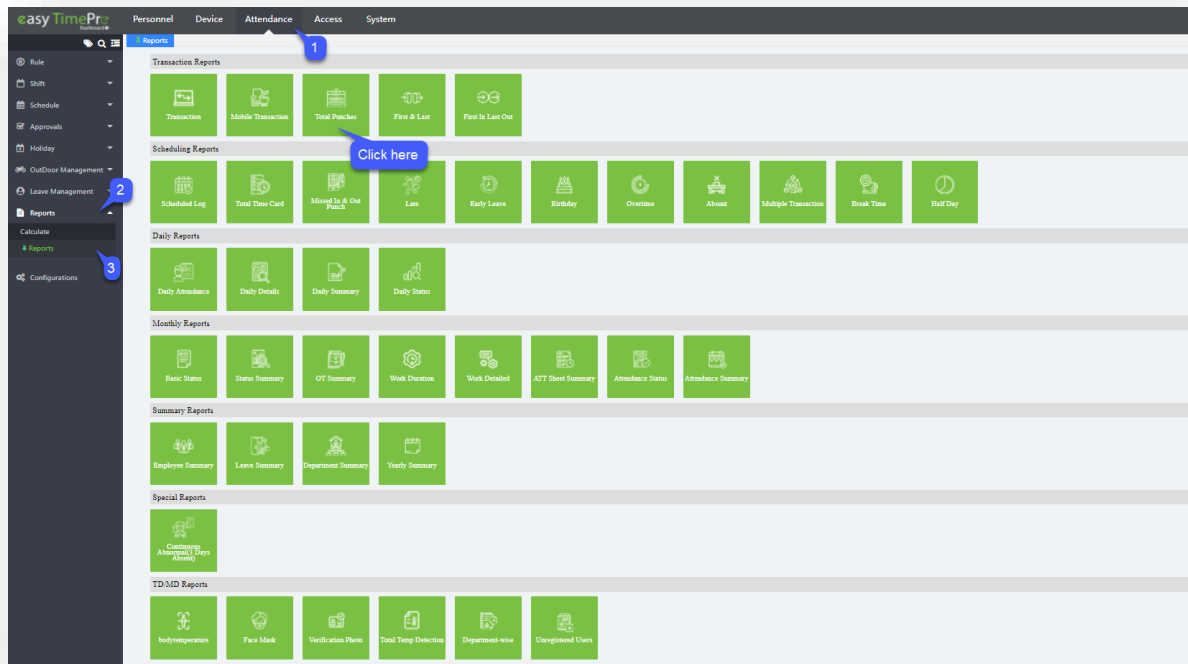 easy TimePro
Dashboard
Personnel Device Attendance Access System
Reports
1
Rule
Shift
Schedule
Approvals
Holiday
OutDoor Management
Leave Management
2
Reports
Calculate
Reports
3
Configurations
Transaction Reports
Transaction
Mobile Transaction
Total Punches
First & Last
First In Last Out
Click here
Scheduling Reports
Scheduled Log
Total Time Card
Missed In & Out
Punch
Late
Early Leave
Birthday
Overtime
Absent
Multiple Transaction
Break Time
Half Day
Daily Reports
Daily Attendance
Daily Details
Daily Summary
Daily Status
Monthly Reports
Basic Status
Status Summary
OT Summary
Work Duration
Work Detailed
ATT Sheet Summary
Attendance Status
Attendance Summary
Summary Reports
Employee Summary
Leave Summary
Department Summary
Yearly Summary
Special Reports
Continuous
Abnormal(3 Days
Absent)
TD/MD Reports
bodytemperature
Face Mask
Verification Photo
Total Temp Detection
Department-wise
Unregistered Users